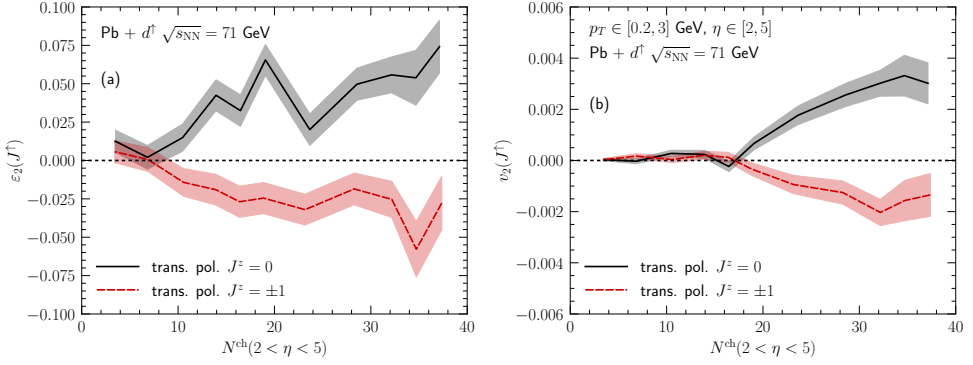 Pb + d↑ √sNN = 71 GeV
(a)
0.100
0.075
0.050
0.025
0.000
−0.025
−0.050
−0.075
−0.100
ε₂(J↑)
trans. pol. Jᶻ = 0
trans. pol. Jᶻ = ±1
0 10 20 30 40
Nᶜʰ(2 < η < 5)
pT ∈ [0.2, 3] GeV, η ∈ [2, 5]
Pb + d↑ √sNN = 71 GeV
(b)
0.006
0.004
0.002
0.000
−0.002
−0.004
−0.006
v₂(J↑)
trans. pol. Jᶻ = 0
trans. pol. Jᶻ = ±1
0 10 20 30 40
Nᶜʰ(2 < η < 5)